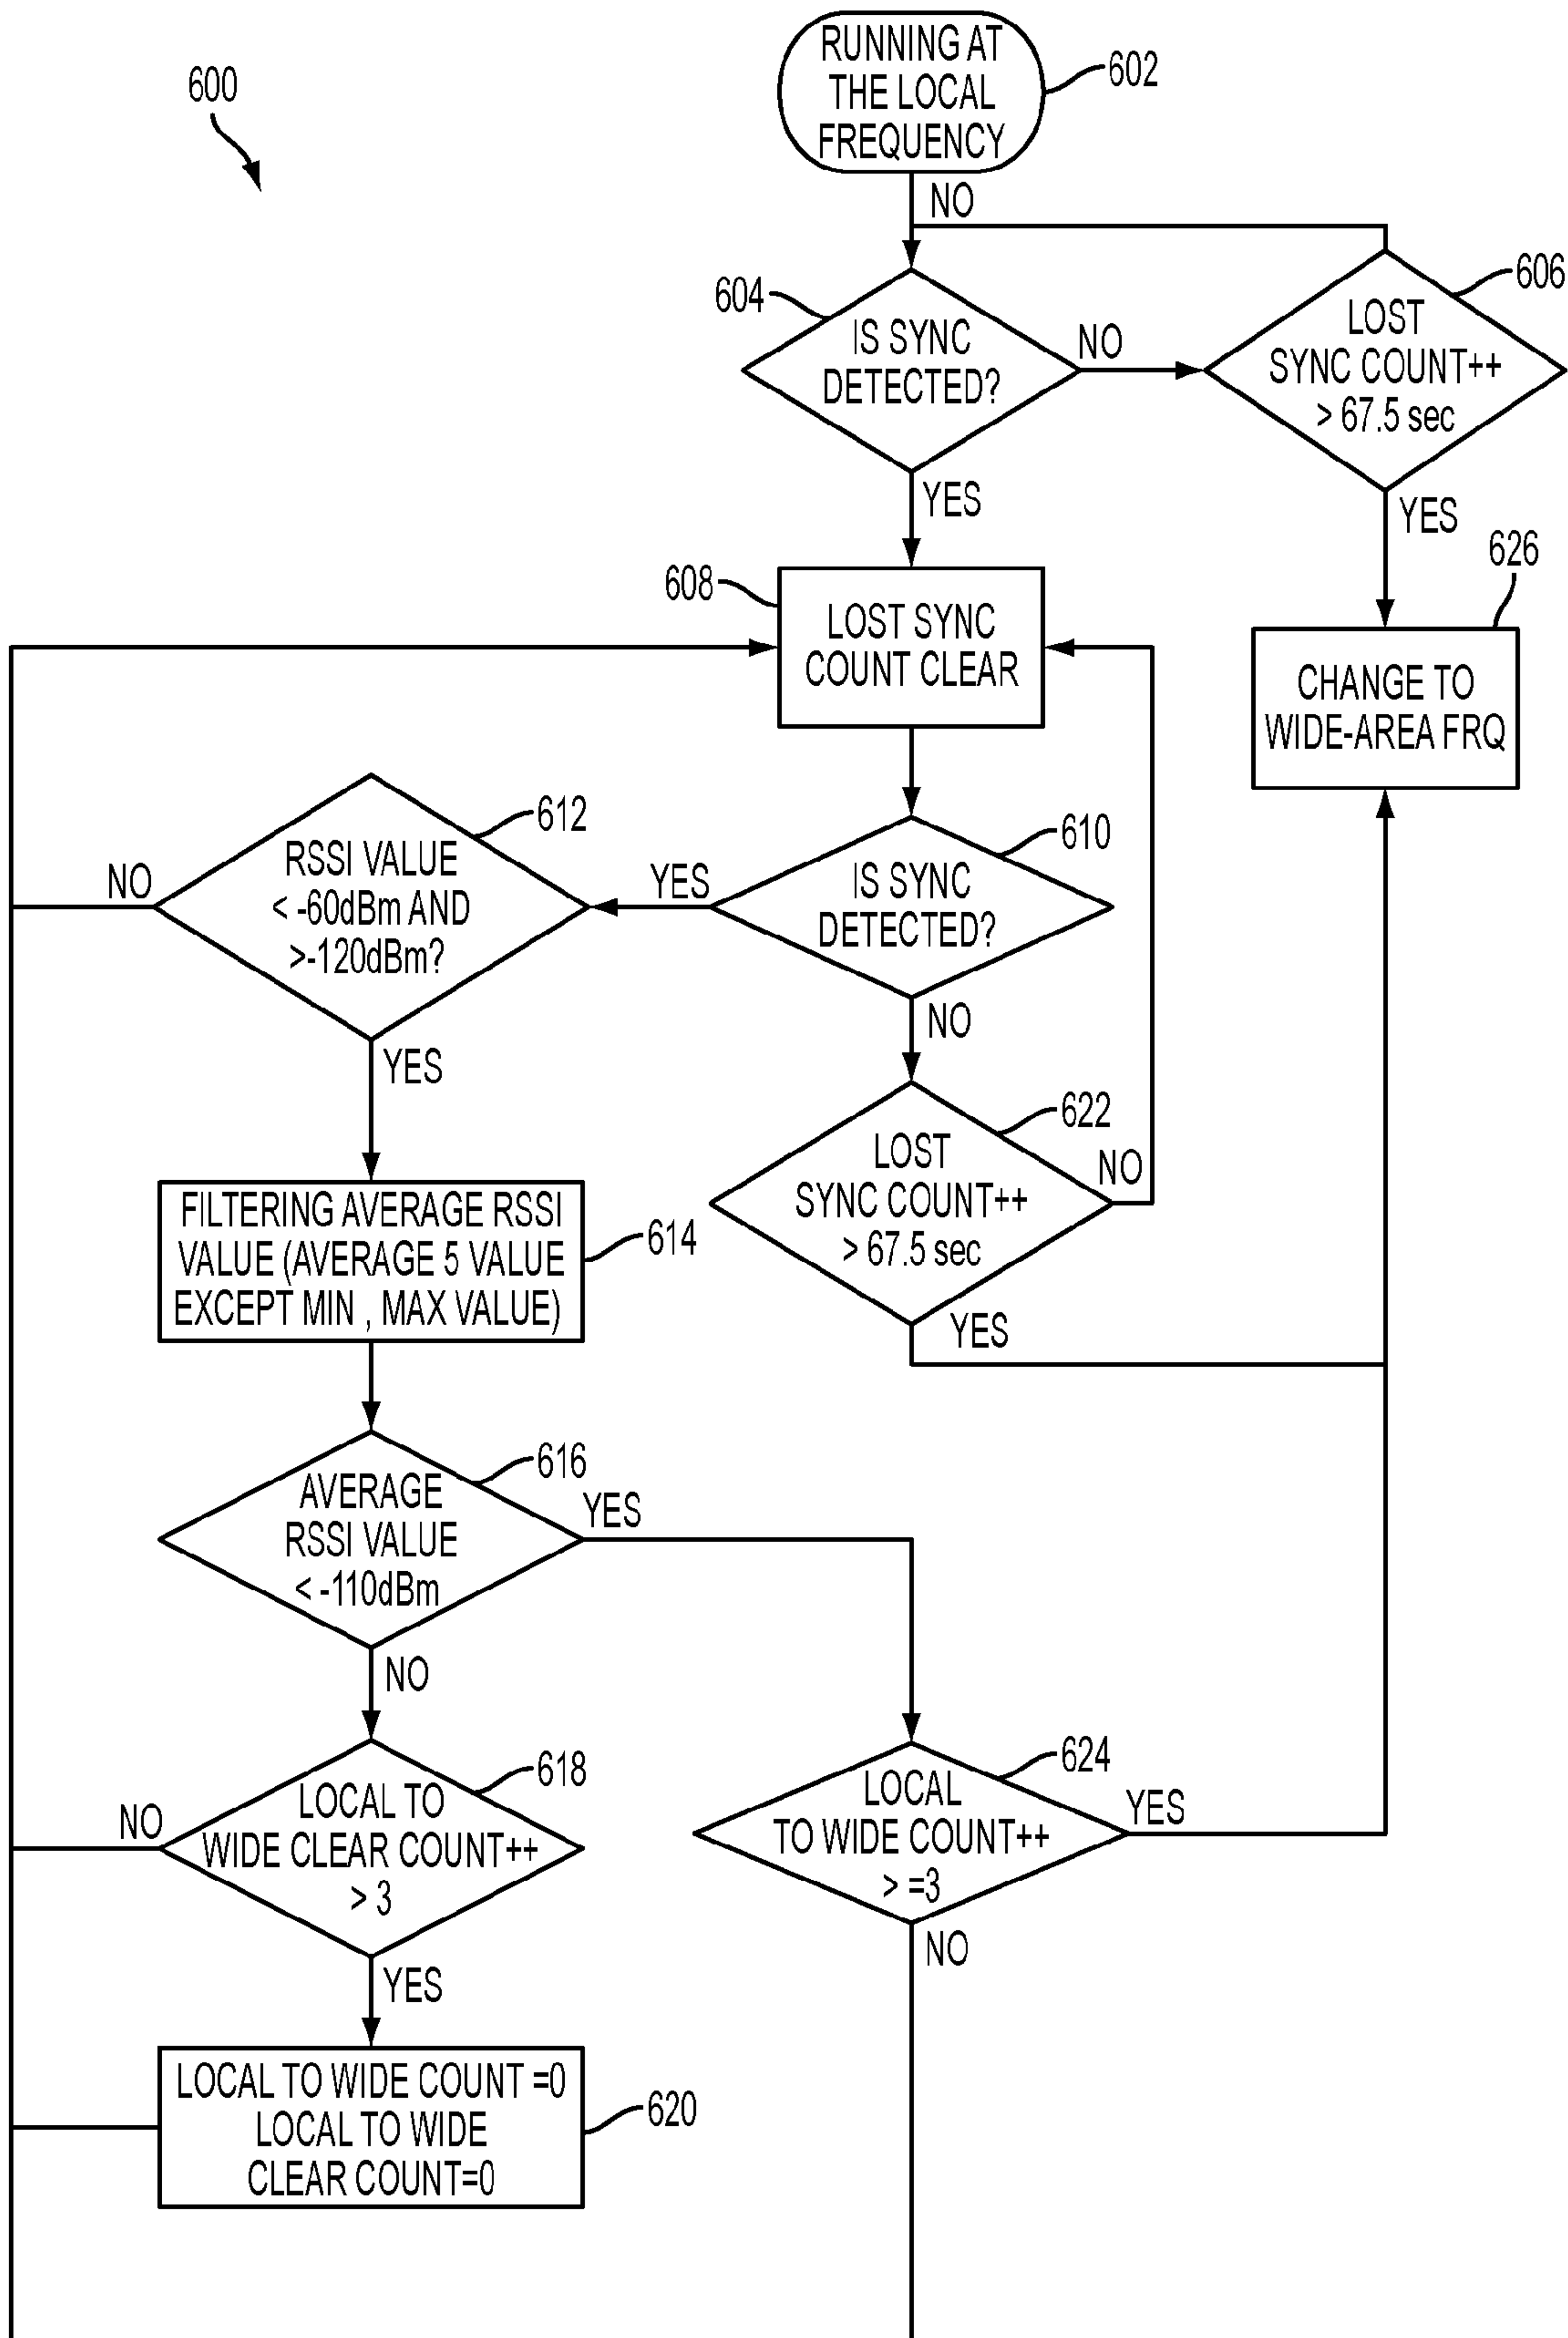 600
RUNNING AT
THE LOCAL
FREQUENCY
602
NO
604
IS SYNC
DETECTED?
NO
606
LOST
SYNC COUNT++
> 67.5 sec
YES
YES
626
CHANGE TO
WIDE-AREA FRQ
608
LOST SYNC
COUNT CLEAR
612
RSSI VALUE
< -60dBm AND
>-120dBm?
NO
YES
610
IS SYNC
DETECTED?
YES
NO
622
LOST
SYNC COUNT++
> 67.5 sec
NO
YES
FILTERING AVERAGE RSSI
VALUE (AVERAGE 5 VALUE
EXCEPT MIN , MAX VALUE)
614
616
AVERAGE
RSSI VALUE
< -110dBm
YES
NO
618
LOCAL TO
WIDE CLEAR COUNT++
> 3
NO
YES
624
LOCAL
TO WIDE COUNT++
> =3
YES
NO
LOCAL TO WIDE COUNT =0
LOCAL TO WIDE
CLEAR COUNT=0
620